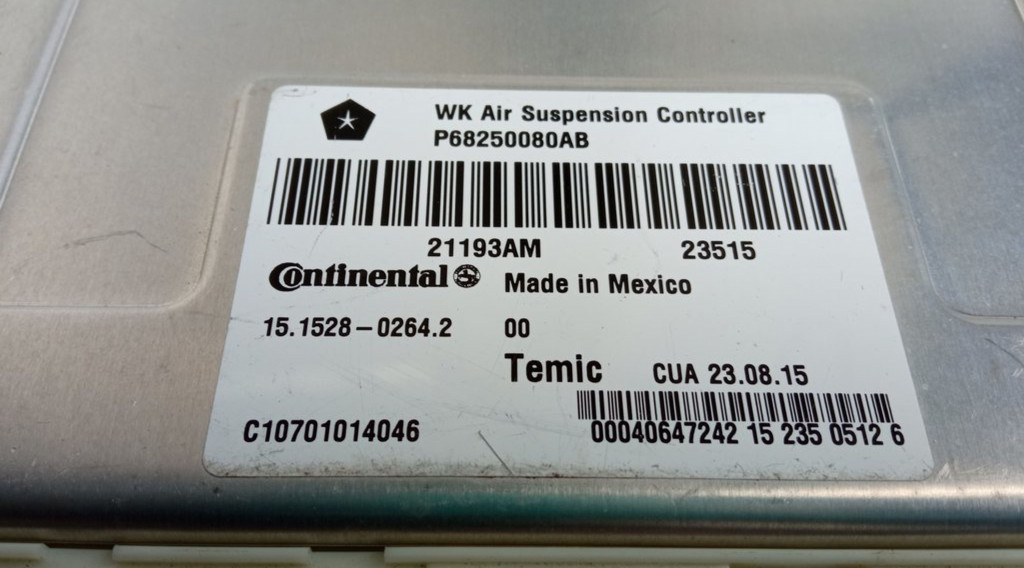 WK Air Suspension Controller
P68250080AB
21193AM 23515
Continental Made in Mexico
15.1528-0264.2 00
Temic CUA 23.08.15
C10701014046 00040647242 15 235 0512 6